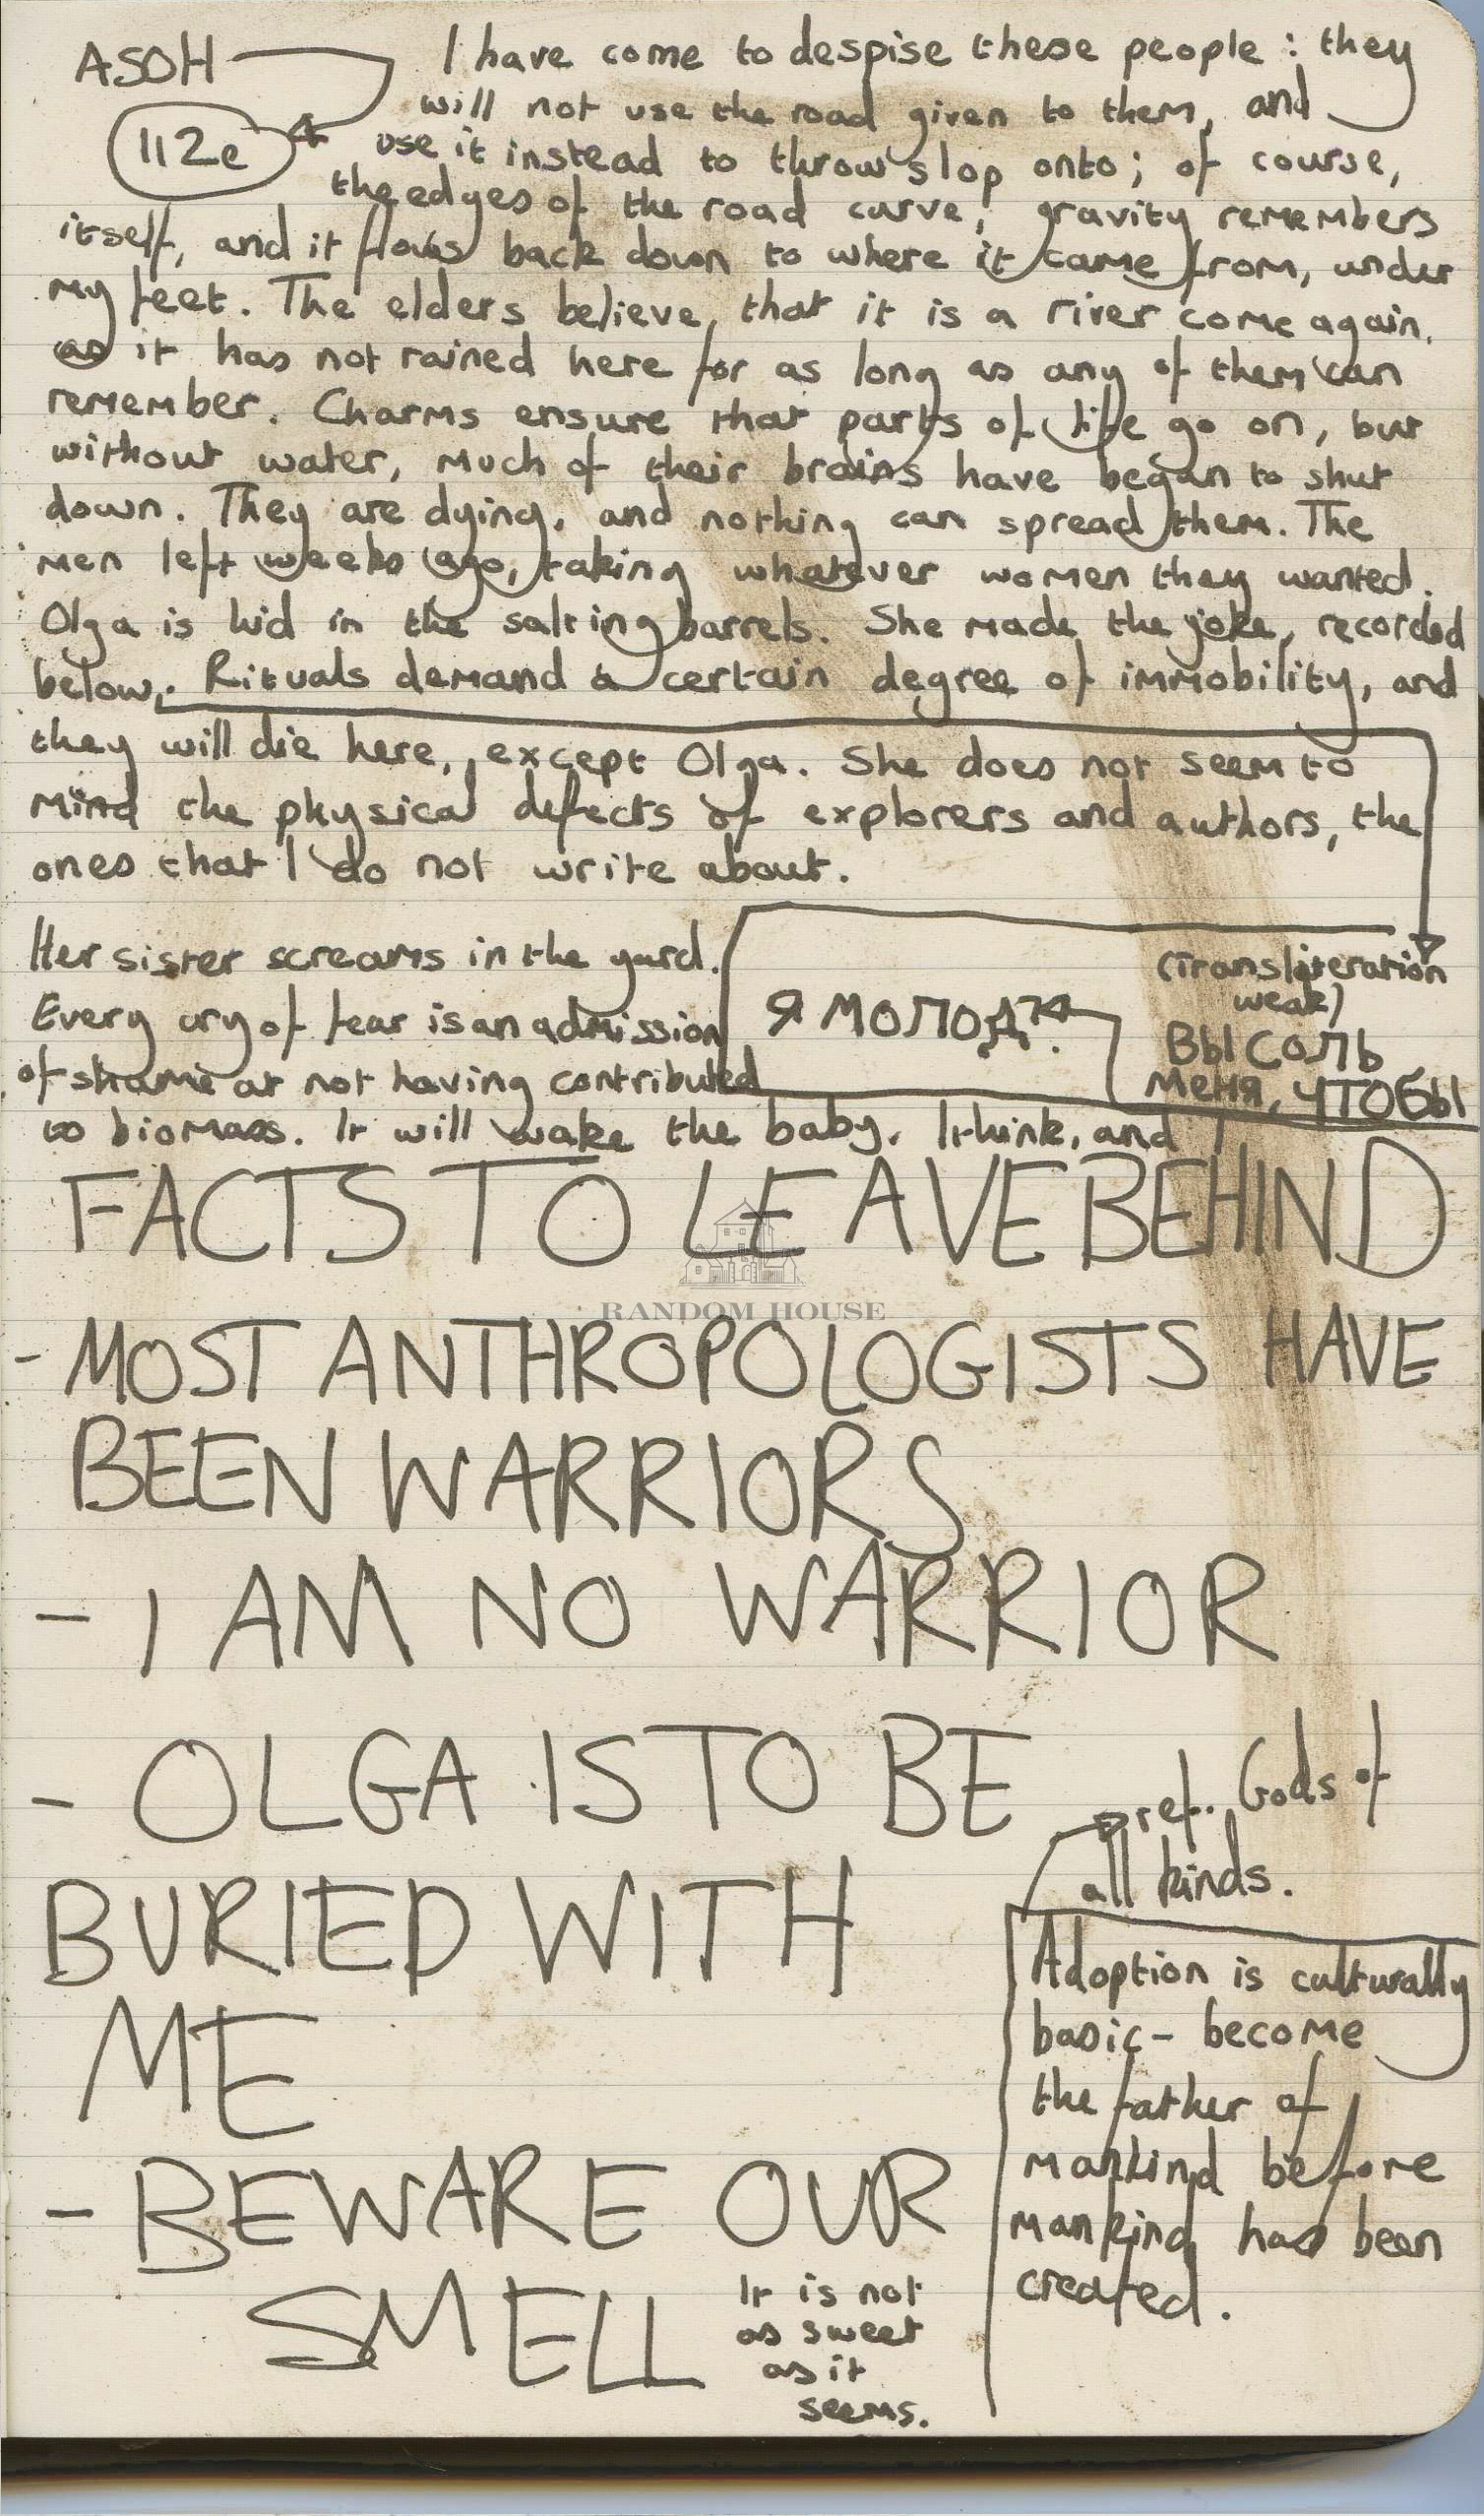 ASOH
112e
I have come to despise these people: they
will not use the road given to them, and
use it instead to throw slop onto; of course,
the edges of the road curve, gravity remembers
itself, and it flows back down to where it came from, under
my feet. The elders believe, that it is a river come again,
as it has not rained here for as long as any of them can
remember. Charms ensure that parts of life go on, but
without water, much of their brains have began to shut
down. They are dying, and nothing can spread them. The
men left weeks ago, taking whatever women they wanted.
Olga is hid in the salting barrels. She made the joke, recorded
below. Rituals demand a certain degree of immobility, and
they will die here, except Olga. She does not seem to
mind the physical defects of explorers and authors, the
ones that I do not write about.
Her sister screams in the yard.
Every cry of fear is an admission
of shame at not having contributed
to biomass. It will wake the baby, I think, and I
(Transliteration
weak)
ВЫ СОЛЬ
МЕНЯ, ЧТОБЫ
Я МОЛОДА?
FACTS TO LEAVE BEHIND
RANDOM HOUSE
- MOST ANTHROPOLOGISTS HAVE
BEEN WARRIORS
- I AM NO WARRIOR
- OLGA IS TO BE
BURIED WITH
ME
- BEWARE OUR
SMELL
It is not
as sweet
as it
seems.
ref. Gods of
all kinds.
Adoption is culturally
basic - become
the father of
mankind before
mankind has been
created.